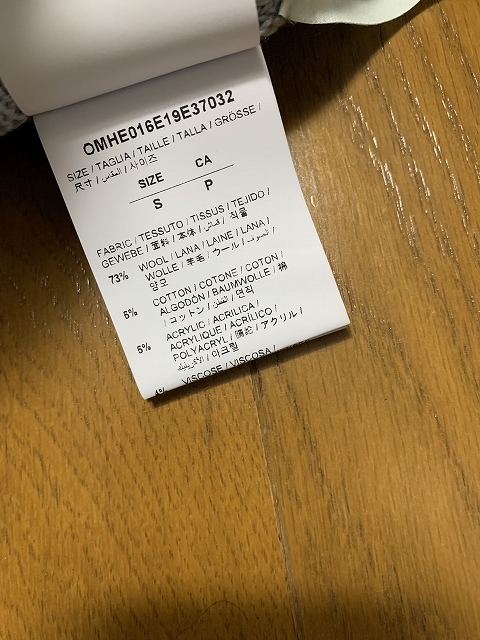 OMHE016E19E37032
SIZE / TAGLIA / TAILLE / TALLA / GRÖSSE /
尺寸 / المقاس / 사이즈
SIZE CA
S P
FABRIC / TESSUTO / TISSUS / TEJIDO /
GEWEBE / 面料 / 本体 / قماش / 직물
73% WOOL / LANA / LAINE / LANA /
WOLLE / 羊毛 / ウール / الصوف /
양모
6% COTTON / COTONE / COTON /
ALGODÓN / BAUMWOLLE / 棉
/ コットン / القطن / 면직
5% ACRYLIC / ACRILICA /
ACRYLIQUE / ACRÍLICO /
POLYACRYL / 腈纶 / アクリル /
الأكريليك / 아크릴
4% VISCOSE / VISCOSA /